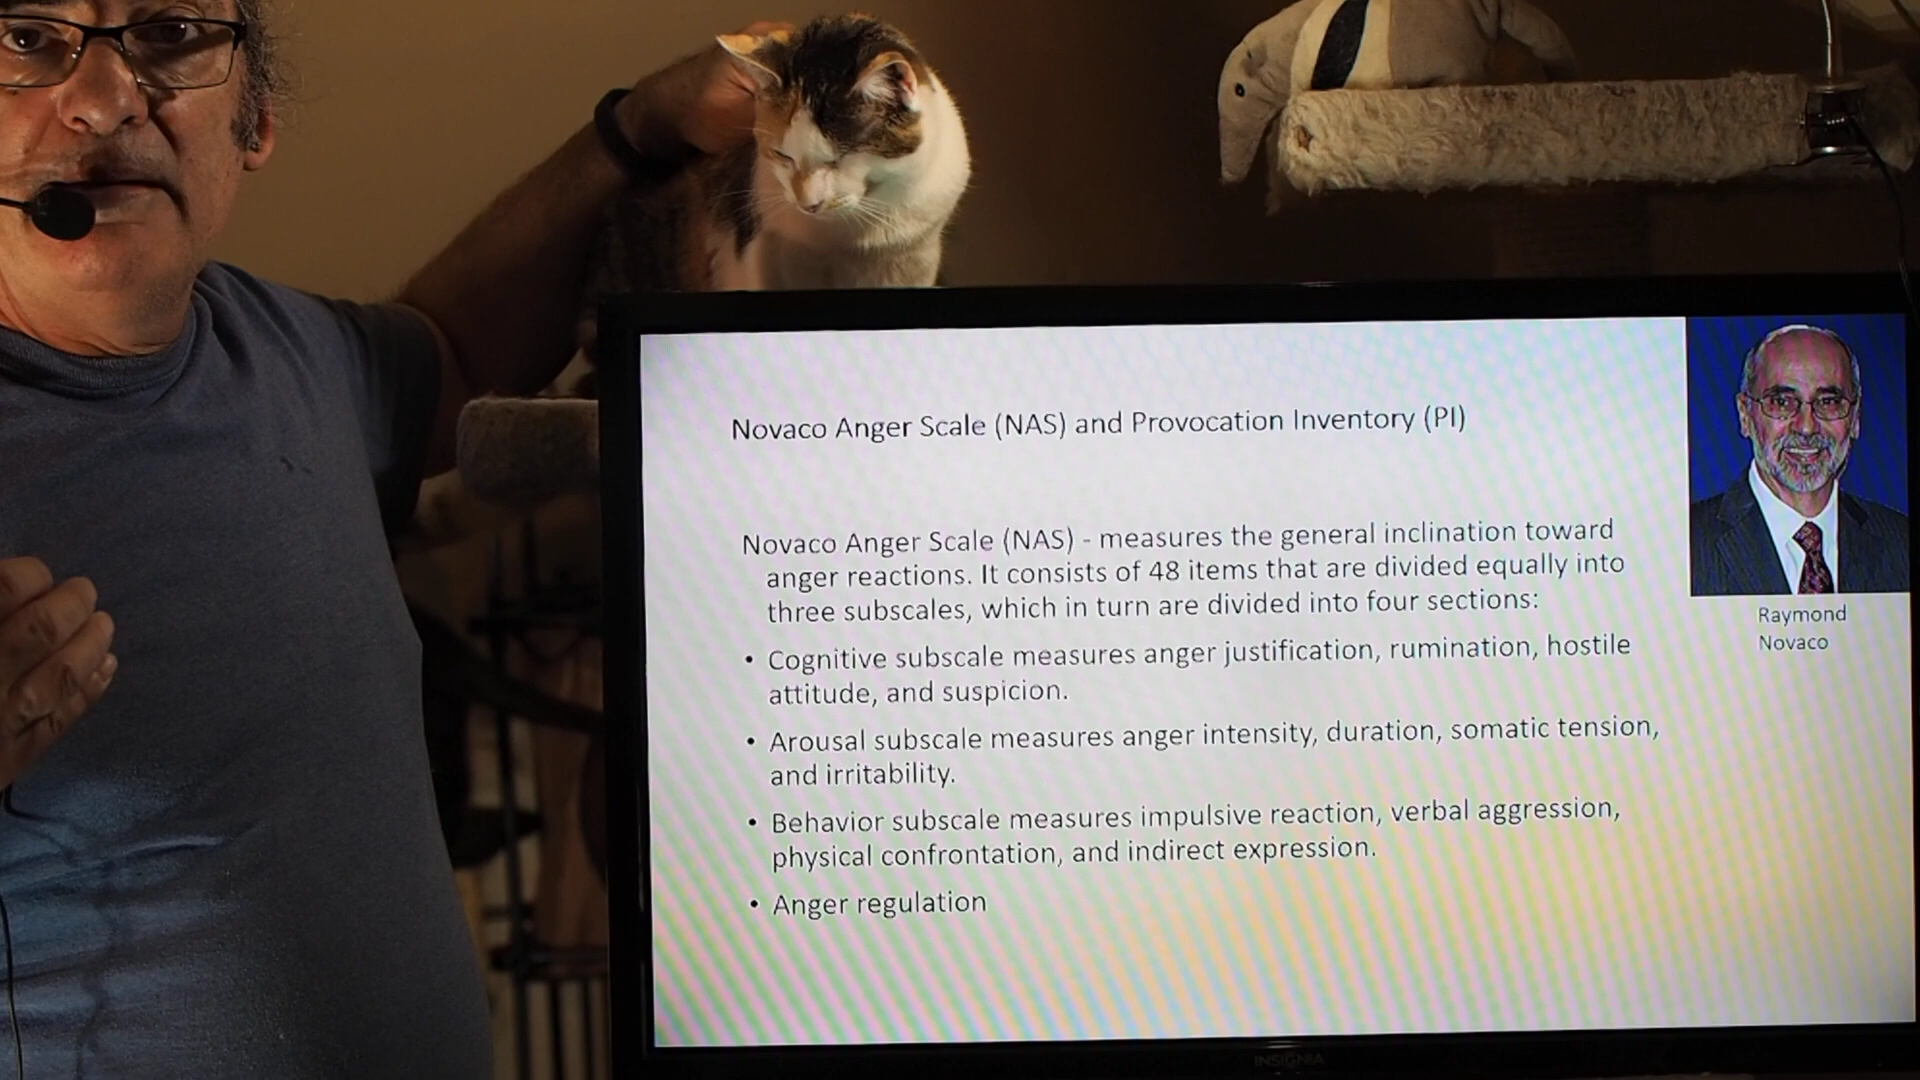 Novaco Anger Scale (NAS) and Provocation Inventory (PI)
Novaco Anger Scale (NAS) - measures the general inclination toward
anger reactions. It consists of 48 items that are divided equally into
three subscales, which in turn are divided into four sections:
• Cognitive subscale measures anger justification, rumination, hostile
attitude, and suspicion.
• Arousal subscale measures anger intensity, duration, somatic tension,
and irritability.
• Behavior subscale measures impulsive reaction, verbal aggression,
physical confrontation, and indirect expression.
• Anger regulation
Raymond
Novaco
INSIGNIA